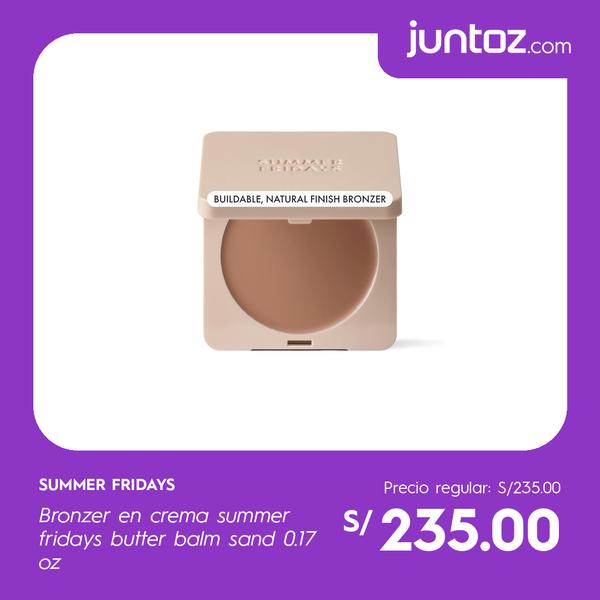 juntoz.com
SUMMER
FRIDAYS
BUILDABLE, NATURAL FINISH BRONZER
SUMMER FRIDAYS
Bronzer en crema summer
fridays butter balm sand 0.17
oz
Precio regular: S/235.00
S/235.00